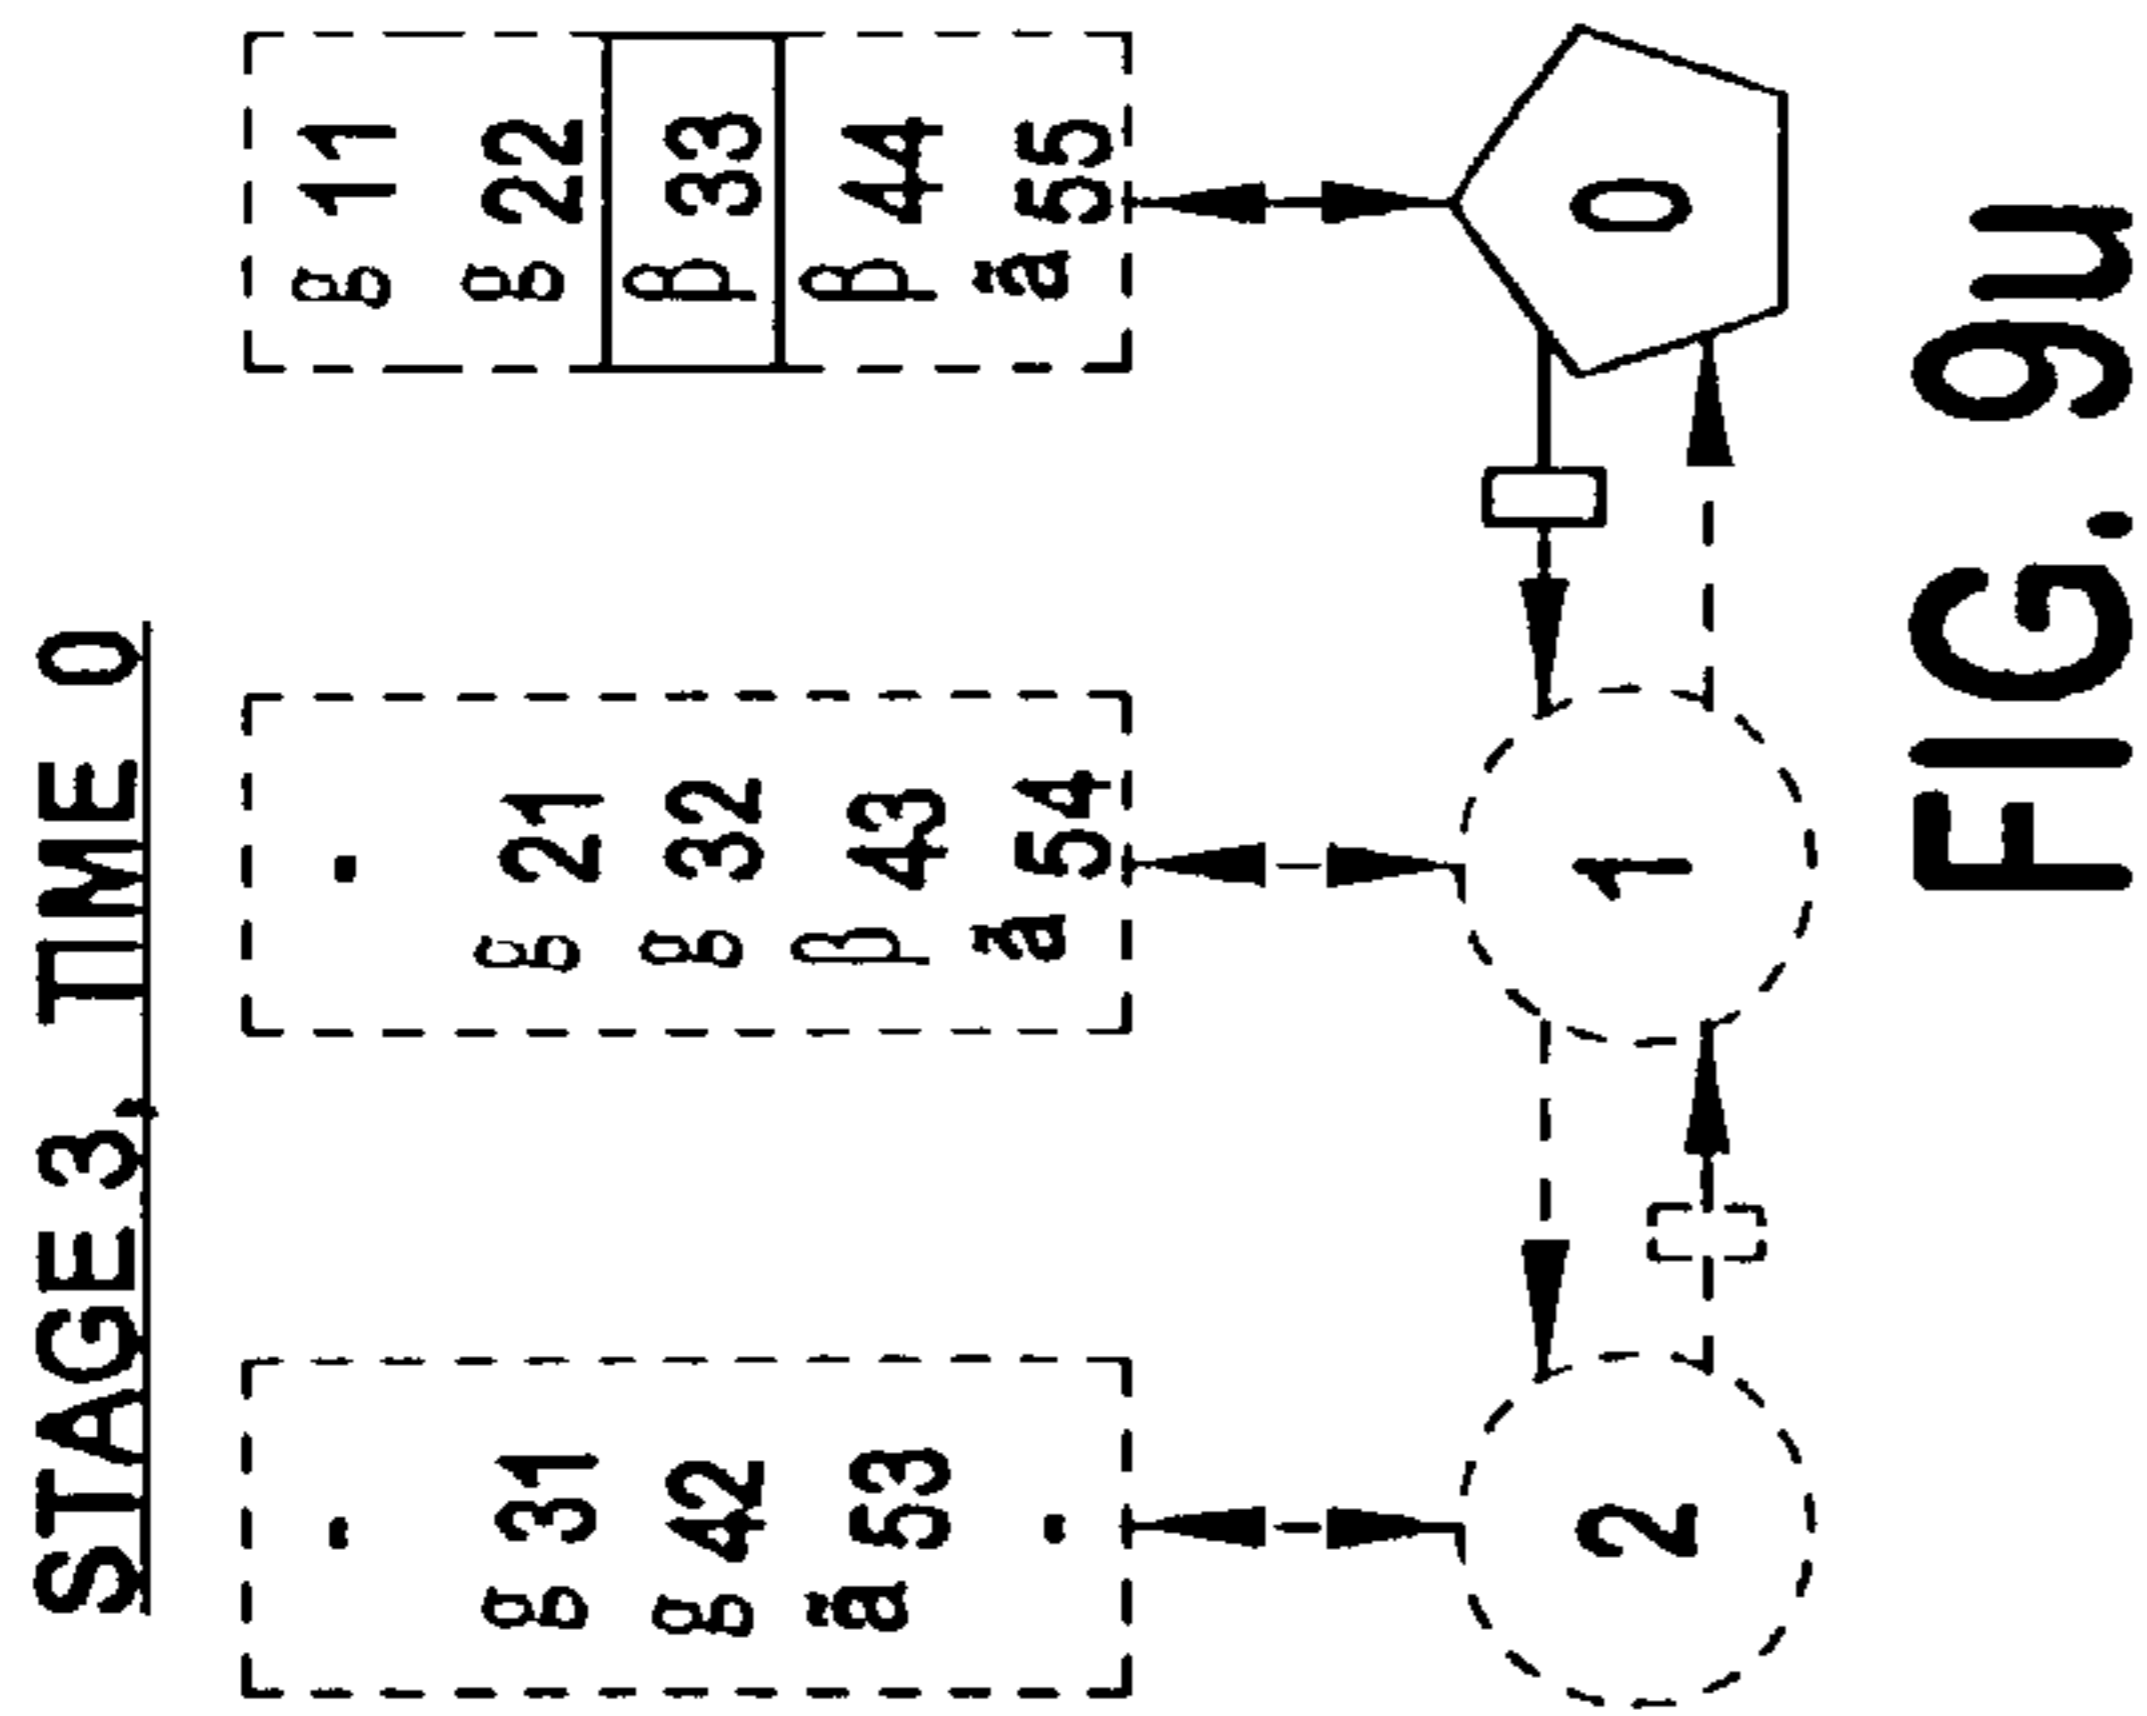 STAGE 3, TIME 0
. . g 11
g 31 g 21 g 22
g 42 g 32 β 33
ã 53 β 43 β 44
. ã 54 ã 55
2 1 0
FIG. 9u